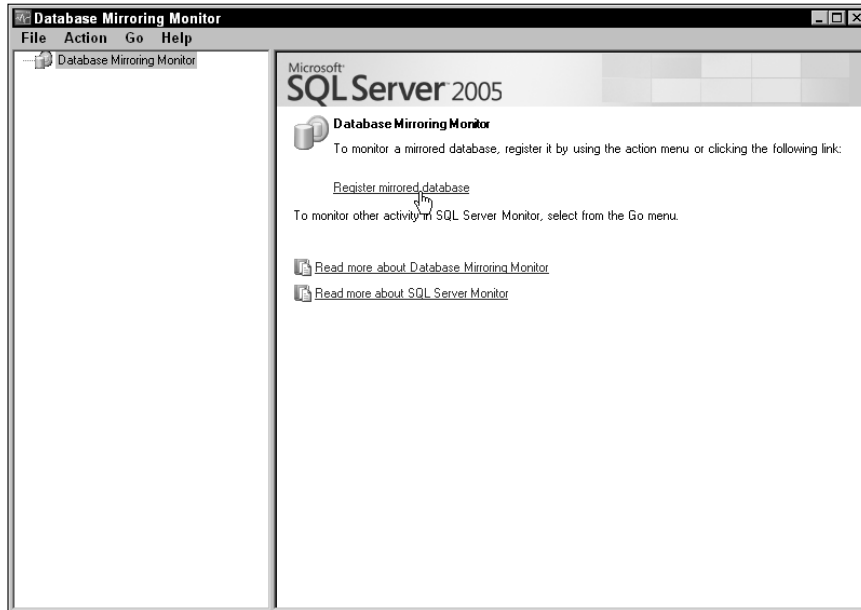 Database Mirroring Monitor
File Action Go Help
Database Mirroring Monitor
Microsoft
SQL Server 2005
Database Mirroring Monitor
To monitor a mirrored database, register it by using the action menu or clicking the following link:
Register mirrored database
To monitor other activity in SQL Server Monitor, select from the Go menu.
Read more about Database Mirroring Monitor
Read more about SQL Server Monitor